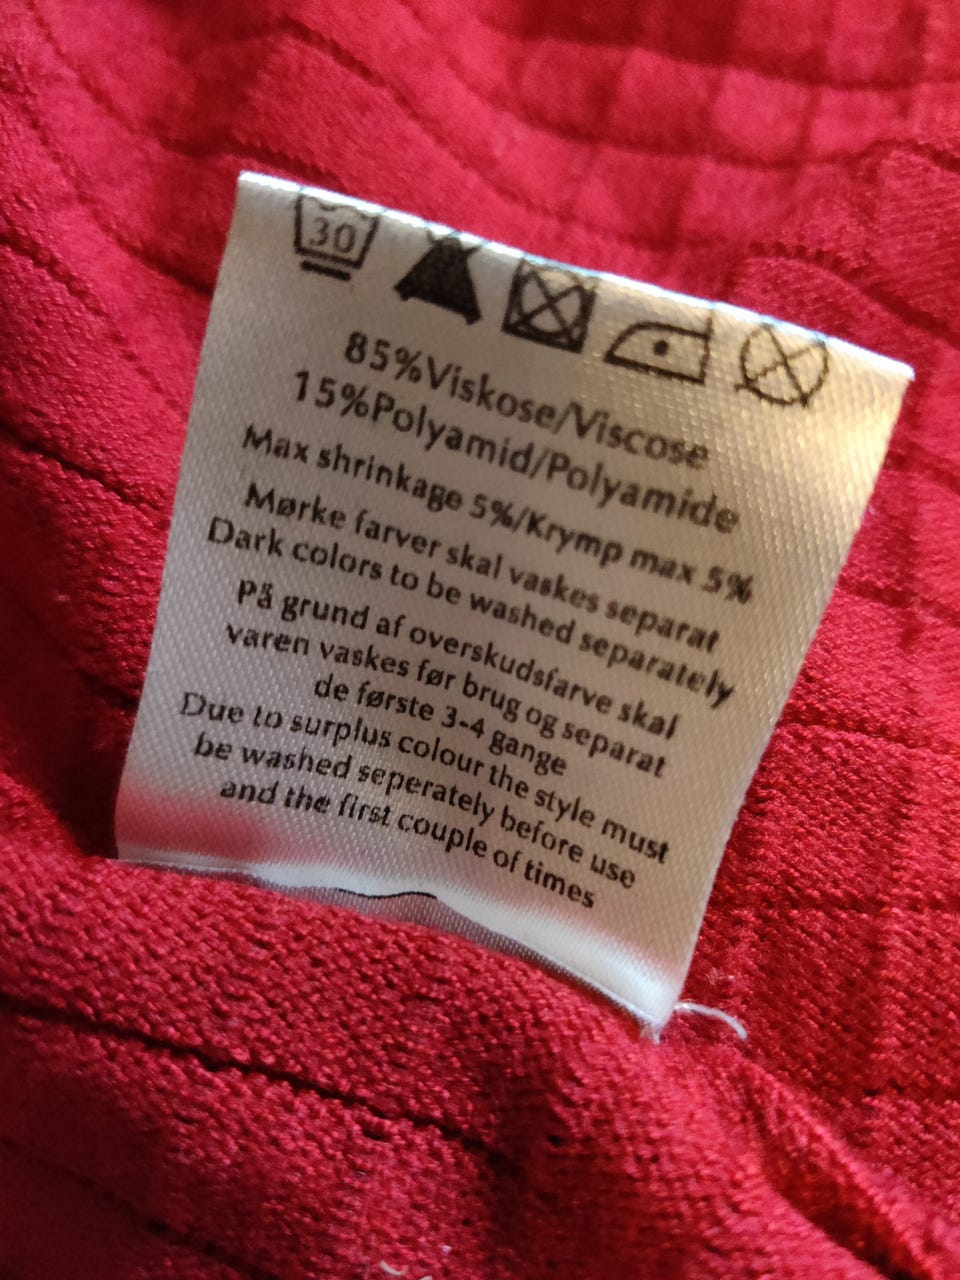 30
85%Viskose/Viscose
15%Polyamid/Polyamide
Max shrinkage 5%/Krymp max 5%
Mørke farver skal vaskes separat
Dark colors to be washed separately
På grund af overskudsfarve skal
varen vaskes før brug og separat
de første 3-4 gange
Due to surplus colour the style must
be washed seperately before use
and the first couple of times